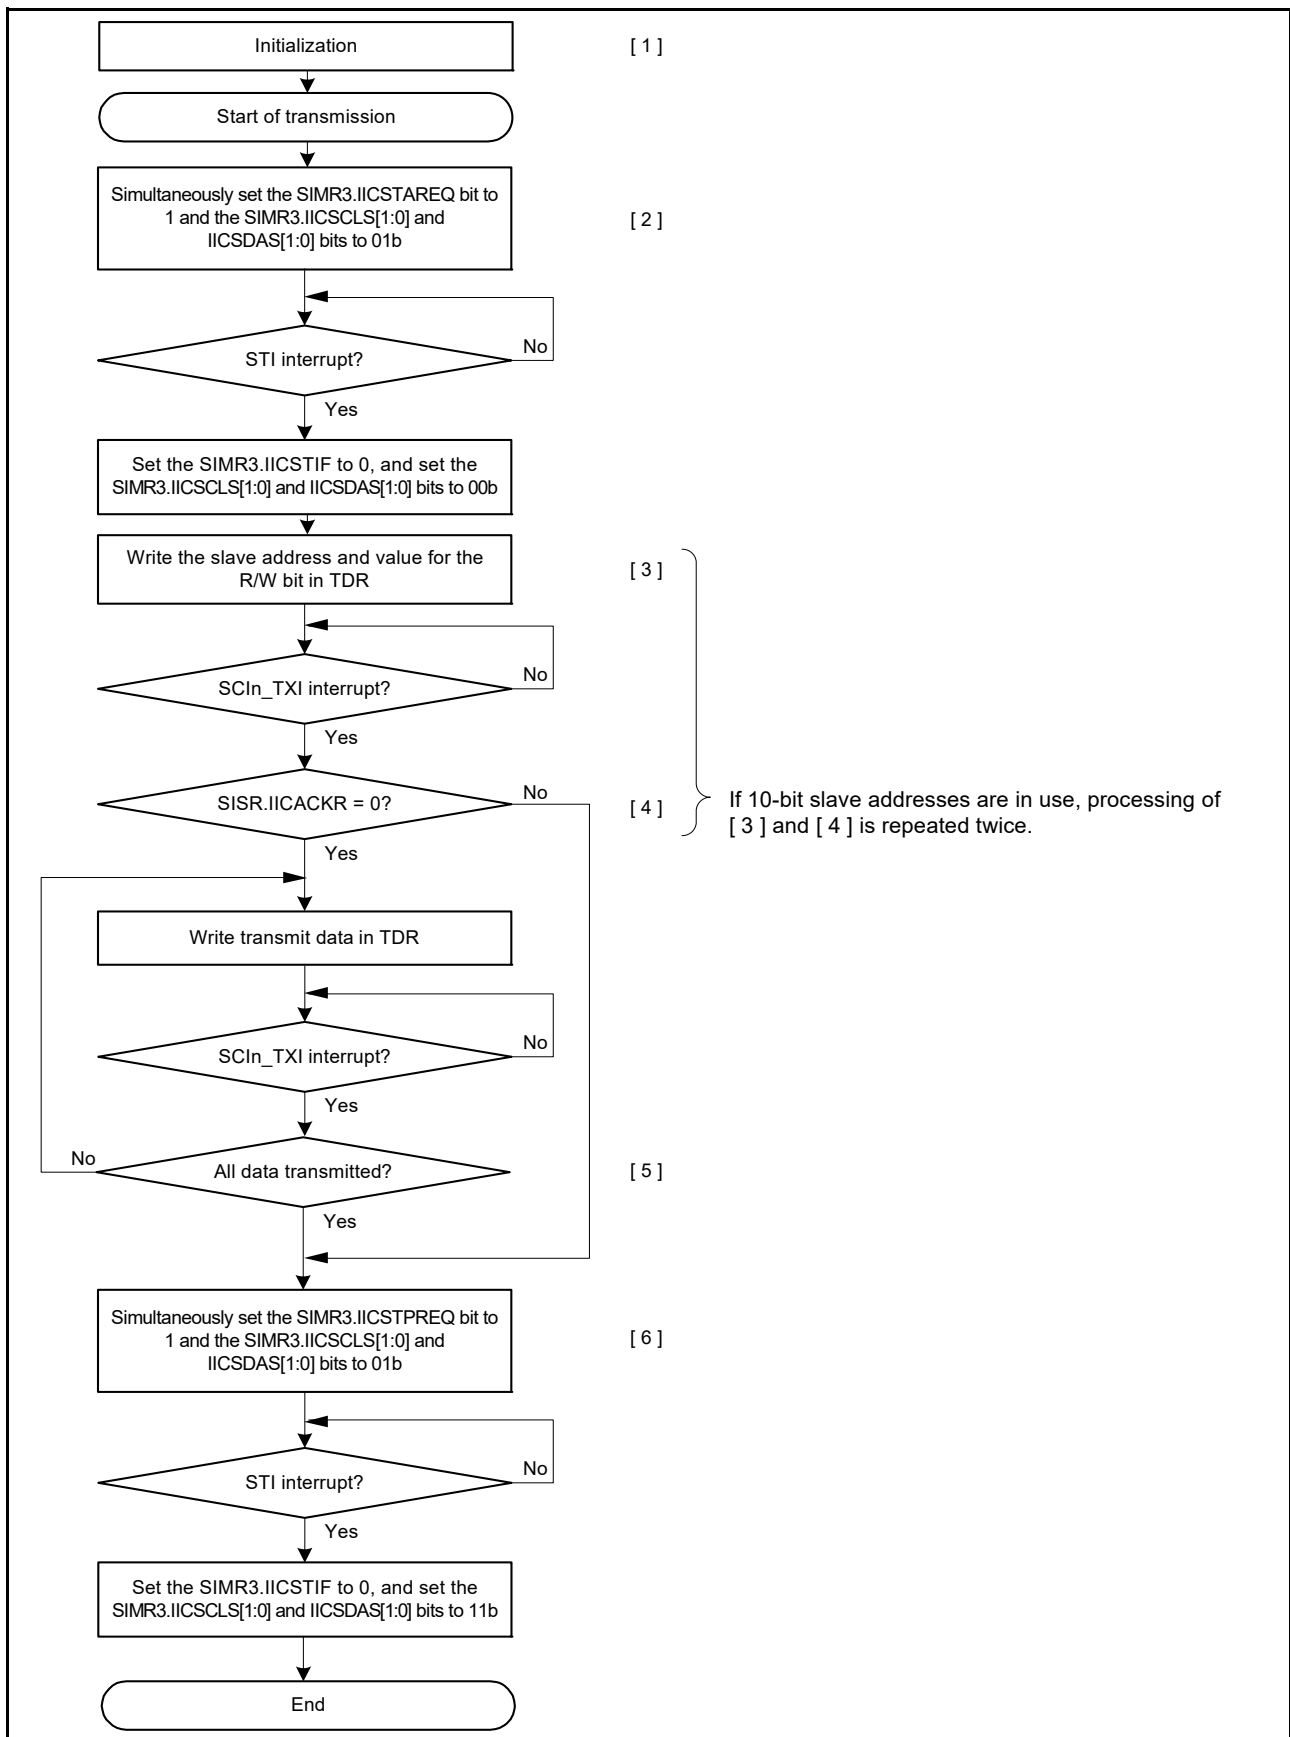 Initialization
[ 1 ]
Start of transmission
Simultaneously set the SIMR3.IICSTAREQ bit to
1 and the SIMR3.IICSCLS[1:0] and
IICSDAS[1:0] bits to 01b
[ 2 ]
STI interrupt?
No
Yes
Set the SIMR3.IICSTIF to 0, and set the
SIMR3.IICSCLS[1:0] and IICSDAS[1:0] bits to 00b
Write the slave address and value for the
R/W bit in TDR
[ 3 ]
SCIn_TXI interrupt?
No
Yes
SISR.IICACKR = 0?
No
[ 4 ]
If 10-bit slave addresses are in use, processing of
[ 3 ] and [ 4 ] is repeated twice.
Yes
Write transmit data in TDR
SCIn_TXI interrupt?
No
Yes
No
All data transmitted?
[ 5 ]
Yes
Simultaneously set the SIMR3.IICSTPREQ bit to
1 and the SIMR3.IICSCLS[1:0] and
IICSDAS[1:0] bits to 01b
[ 6 ]
STI interrupt?
No
Yes
Set the SIMR3.IICSTIF to 0, and set the
SIMR3.IICSCLS[1:0] and IICSDAS[1:0] bits to 11b
End